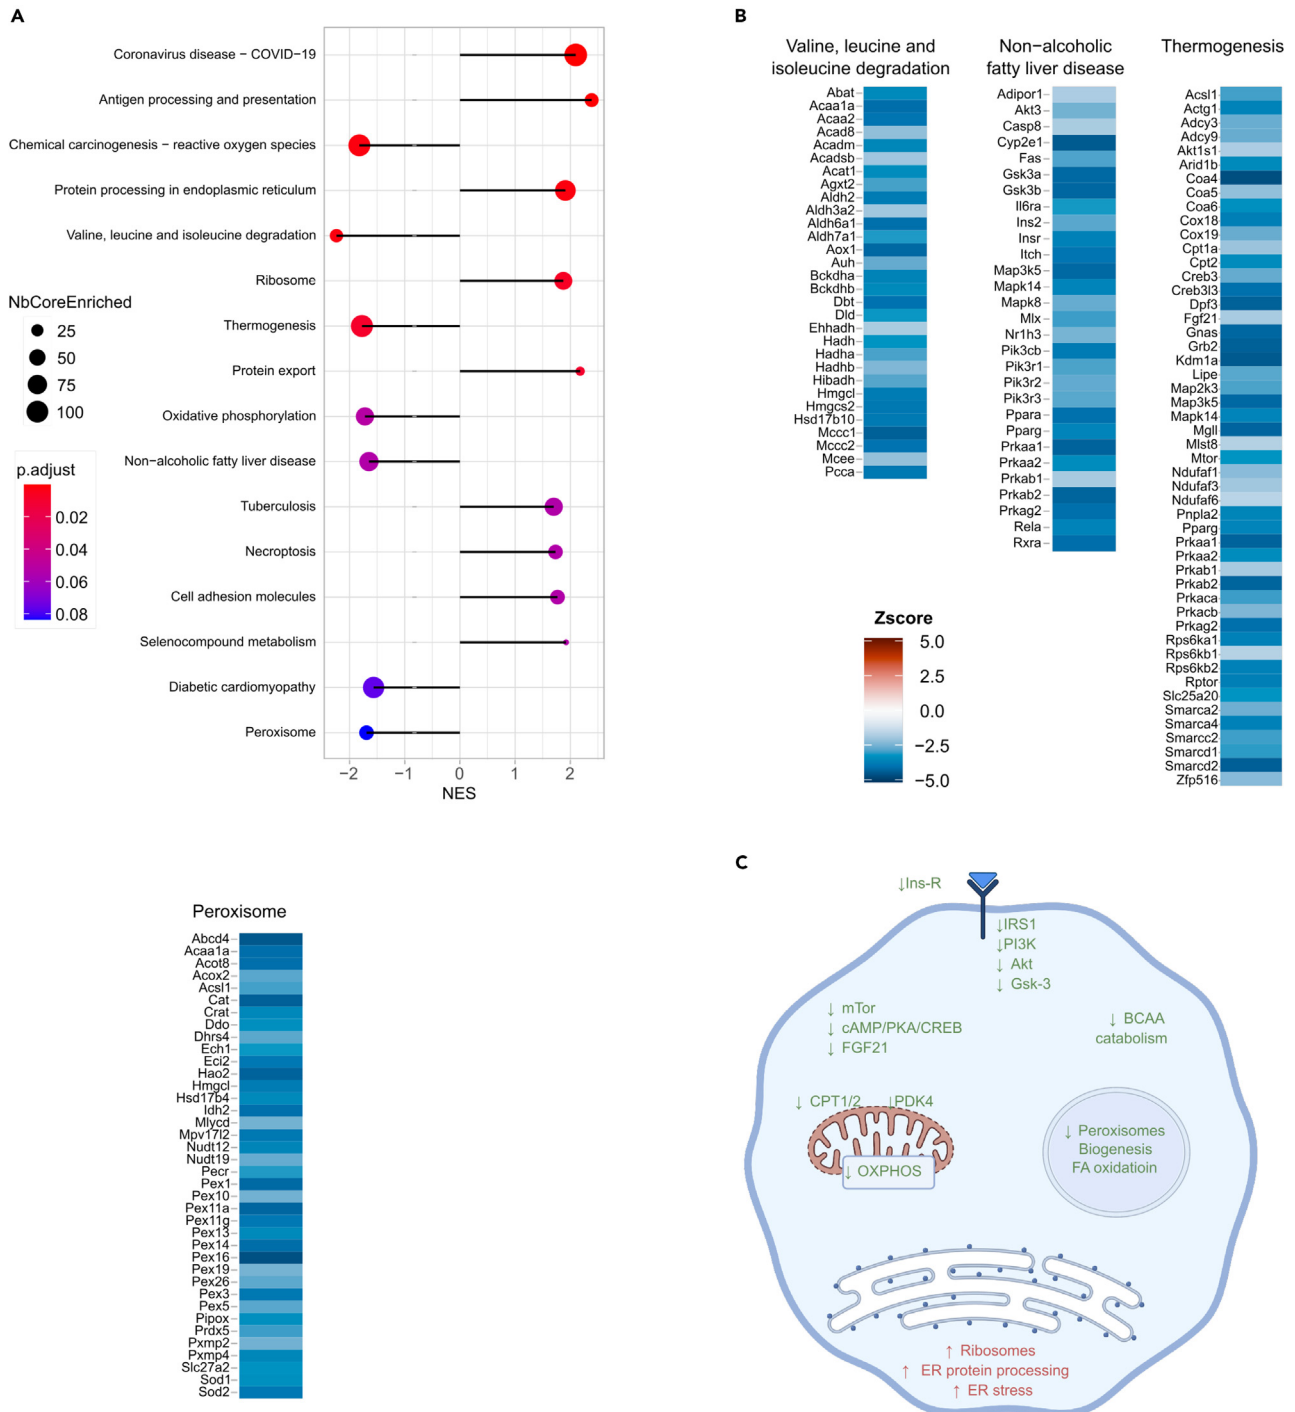 A
Coronavirus disease − COVID−19
Antigen processing and presentation
Chemical carcinogenesis − reactive oxygen species
Protein processing in endoplasmic reticulum
Valine, leucine and isoleucine degradation
Ribosome
Thermogenesis
Protein export
Oxidative phosphorylation
Non−alcoholic fatty liver disease
Tuberculosis
Necroptosis
Cell adhesion molecules
Selenocompound metabolism
Diabetic cardiomyopathy
Peroxisome
−2 −1 0 1 2
NES
NbCoreEnriched
25
50
75
100
p.adjust
0.02
0.04
0.06
0.08
B
Valine, leucine and
isoleucine degradation
Abat
Acaa1a
Acaa2
Acad8
Acadm
Acadsb
Acat1
Agxt2
Aldh2
Aldh3a2
Aldh6a1
Aldh7a1
Aox1
Auh
Bckdha
Bckdhb
Dbt
Dld
Ehhadh
Hadh
Hadha
Hadhb
Hibadh
Hmgcl
Hmgcs2
Hsd17b10
Mccc1
Mccc2
Mcee
Pcca
Non−alcoholic
fatty liver disease
Adipor1
Akt3
Casp8
Cyp2e1
Fas
Gsk3a
Gsk3b
Il6ra
Ins2
Insr
Itch
Map3k5
Mapk14
Mapk8
Mlx
Nr1h3
Pik3cb
Pik3r1
Pik3r2
Pik3r3
Ppara
Pparg
Prkaa1
Prkaa2
Prkab1
Prkab2
Prkag2
Rela
Rxra
Thermogenesis
Acsl1
Actg1
Adcy3
Adcy9
Akt1s1
Arid1b
Coa4
Coa5
Coa6
Cox18
Cox19
Cpt1a
Cpt2
Creb3
Creb3l3
Dpf3
Fgf21
Gnas
Grb2
Kdm1a
Lipe
Map2k3
Map3k5
Mapk14
Mgll
Mlst8
Mtor
Ndufaf1
Ndufaf3
Ndufaf6
Pnpla2
Pparg
Prkaa1
Prkaa2
Prkab1
Prkab2
Prkaca
Prkacb
Prkag2
Rps6ka1
Rps6kb1
Rps6kb2
Rptor
Slc25a20
Smarca2
Smarca4
Smarcc2
Smarcd1
Smarcd2
Zfp516
Zscore
5.0
2.5
0.0
−2.5
−5.0
Peroxisome
Abcd4
Acaa1a
Acot8
Acox2
Acsl1
Cat
Crat
Ddo
Dhrs4
Ech1
Eci2
Hao2
Hmgcl
Hsd17b4
Idh2
Mlycd
Mpv17l2
Nudt12
Nudt19
Pecr
Pex1
Pex10
Pex11a
Pex11g
Pex13
Pex14
Pex16
Pex19
Pex26
Pex3
Pex5
Pipox
Prdx5
Pxmp2
Pxmp4
Slc27a2
Sod1
Sod2
C
↓Ins-R
↓IRS1
↓PI3K
↓ Akt
↓ Gsk-3
↓ mTor
↓ cAMP/PKA/CREB
↓ FGF21
↓ BCAA
catabolism
↓ CPT1/2 ↓PDK4
↓ OXPHOS
↓ Peroxisomes
Biogenesis
FA oxidatioin
↑ Ribosomes
↑ ER protein processing
↑ ER stress